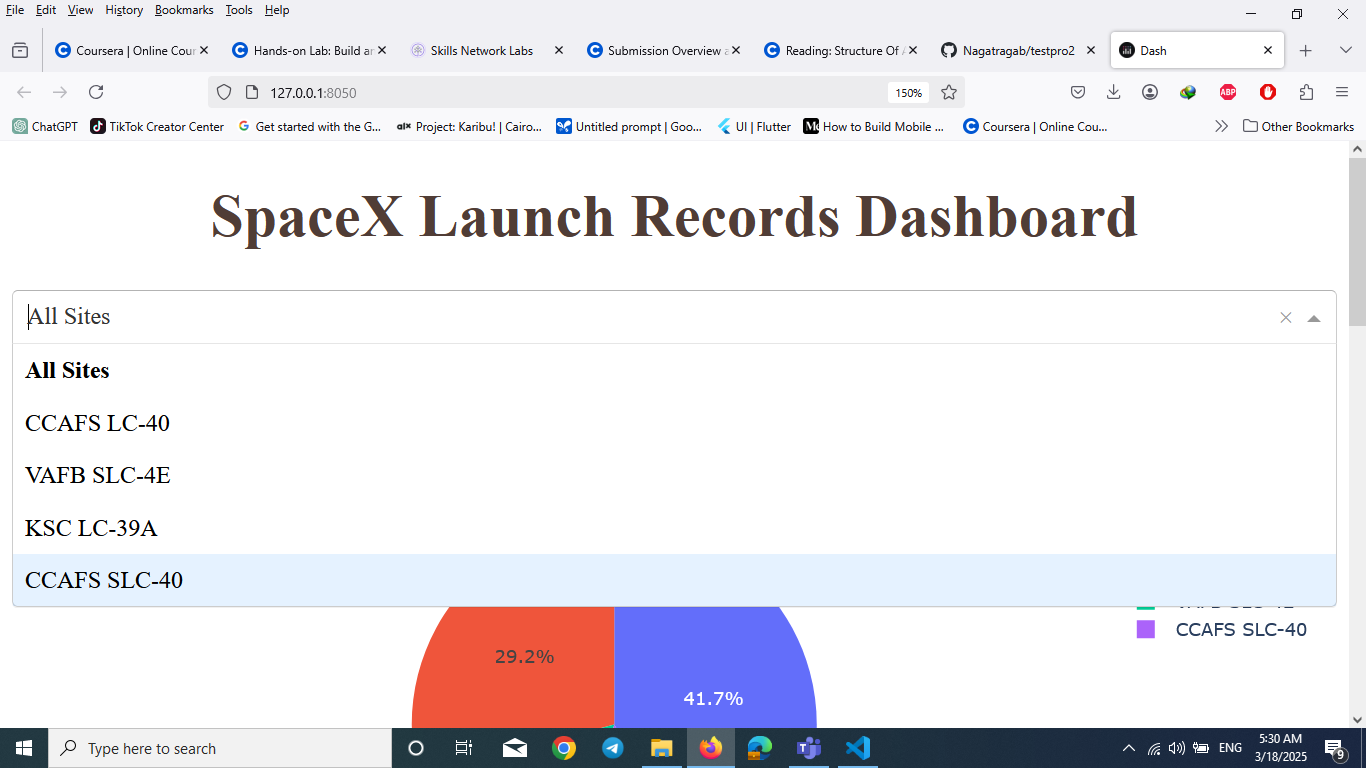 File Edit View History Bookmarks Tools Help
Coursera | Online Cour
Hands-on Lab: Build an
Skills Network Labs
Submission Overview a
Reading: Structure Of A
Nagatragab/testpro2
Dash
127.0.0.1:8050
150%
ABP
ChatGPT
TikTok Creator Center
Get started with the G...
alx Project: Karibu! | Cairo...
Untitled prompt | Goo...
UI | Flutter
How to Build Mobile ...
Coursera | Online Cou...
Other Bookmarks
SpaceX Launch Records Dashboard
All Sites
All Sites
CCAFS LC-40
VAFB SLC-4E
KSC LC-39A
CCAFS SLC-40
CCAFS SLC-40
29.2%
41.7%
Type here to search
ENG
5:30 AM
3/18/2025
9